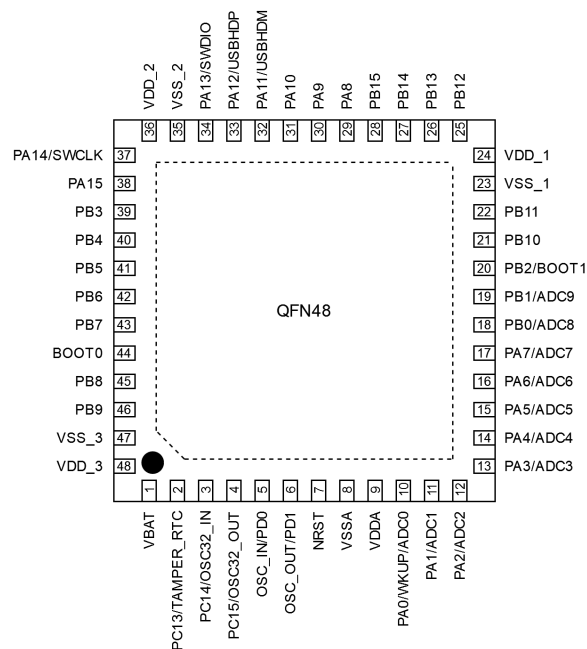 VDD_2
VSS_2
PA13/SWDIO
PA12/USBHDP
PA11/USBHDM
PA10
PA9
PA8
PB15
PB14
PB13
PB12
36
35
34
33
32
31
30
29
28
27
26
25
PA14/SWCLK 37
PA15 38
PB3 39
PB4 40
PB5 41
PB6 42
PB7 43
BOOT0 44
PB8 45
PB9 46
VSS_3 47
VDD_3 48
QFN48
24 VDD_1
23 VSS_1
22 PB11
21 PB10
20 PB2/BOOT1
19 PB1/ADC9
18 PB0/ADC8
17 PA7/ADC7
16 PA6/ADC6
15 PA5/ADC5
14 PA4/ADC4
13 PA3/ADC3
1
2
3
4
5
6
7
8
9
10
11
12
VBAT
PC13/TAMPER_RTC
PC14/OSC32_IN
PC15/OSC32_OUT
OSC_IN/PD0
OSC_OUT/PD1
NRST
VSSA
VDDA
PA0/WKUP/ADC0
PA1/ADC1
PA2/ADC2